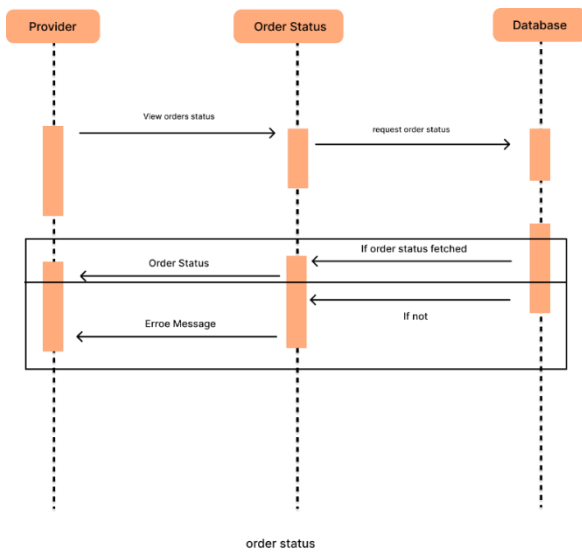 Provider
Order Status
Database
View orders status
request order status
If order status fetched
Order Status
If not
Erroe Message
order status